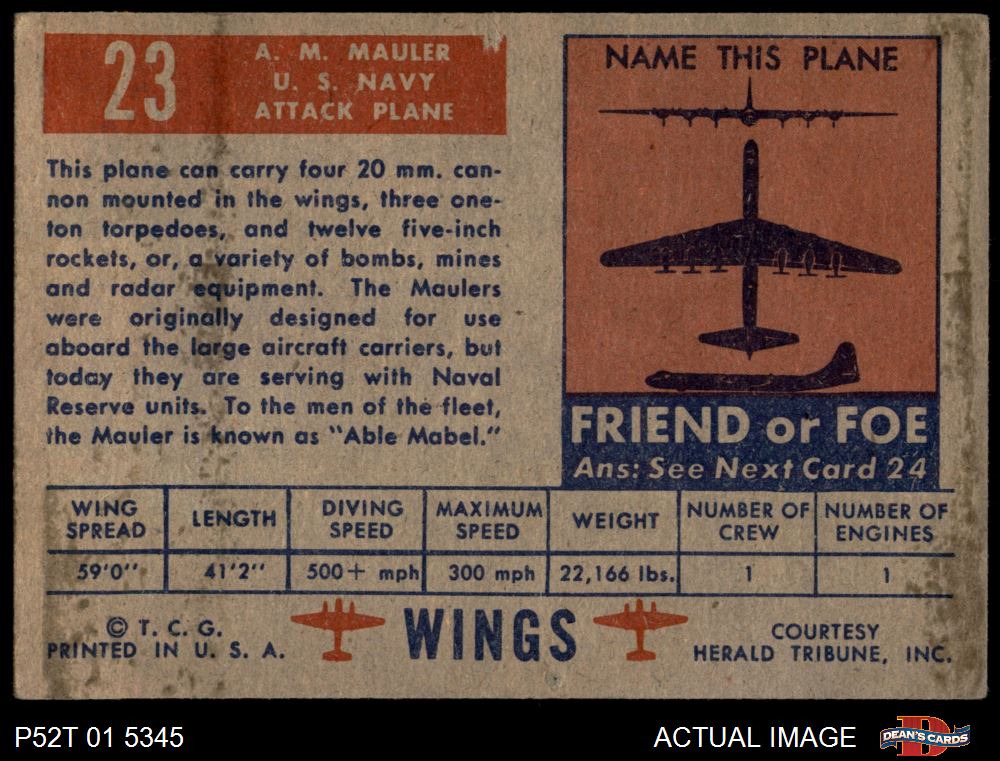 23
A. M. MAULER
U. S. NAVY
ATTACK PLANE
This plane can carry four 20 mm. can-
non mounted in the wings, three one-
ton torpedoes, and twelve five-inch
rockets, or, a variety of bombs, mines
and radar equipment. The Maulers
were originally designed for use
aboard the large aircraft carriers, but
today they are serving with Naval
Reserve units. To the men of the fleet,
the Mauler is known as "Able Mabel."
NAME THIS PLANE
FRIEND or FOE
Ans: See Next Card 24
WING SPREAD LENGTH DIVING SPEED MAXIMUM SPEED WEIGHT NUMBER OF CREW NUMBER OF ENGINES
59'0'' 41'2'' 500+ mph 300 mph 22,166 lbs. 1 1
© T. C. G.
PRINTED IN U. S. A.
WINGS
COURTESY
HERALD TRIBUNE, INC.
P52T 01 5345
ACTUAL IMAGE
D
DEAN'S CARDS